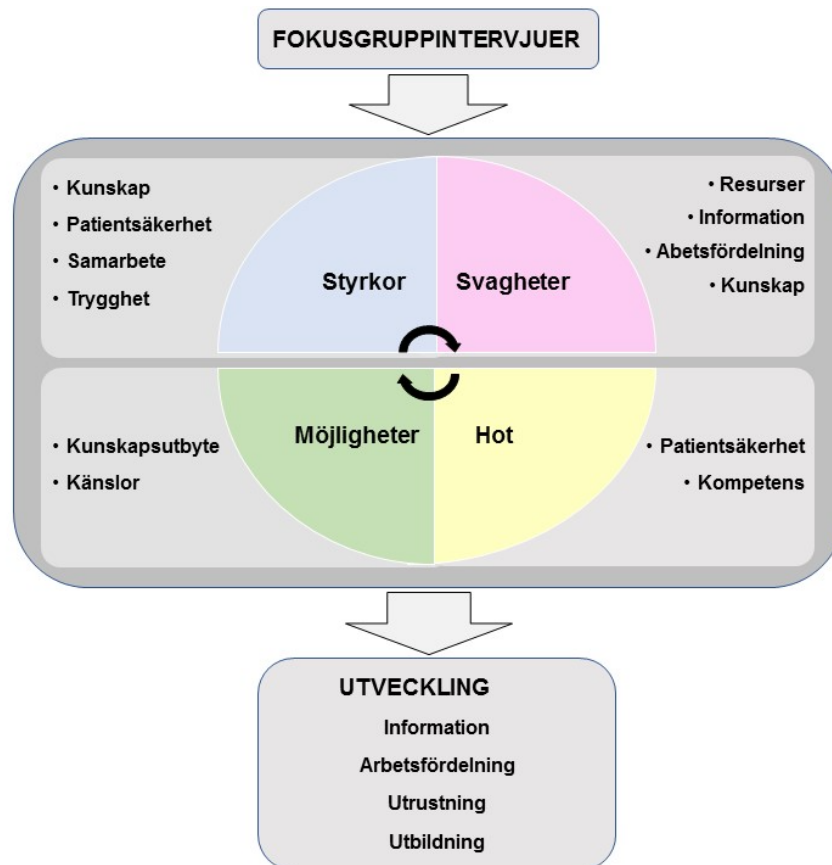 FOKUSGRUPPINTERVJUER
• Kunskap
• Patientsäkerhet
• Samarbete
• Trygghet
Styrkor
Svagheter
• Resurser
• Information
• Abetsfördelning
• Kunskap
• Kunskapsutbyte
• Känslor
Möjligheter
Hot
• Patientsäkerhet
• Kompetens
UTVECKLING
Information
Arbetsfördelning
Utrustning
Utbildning